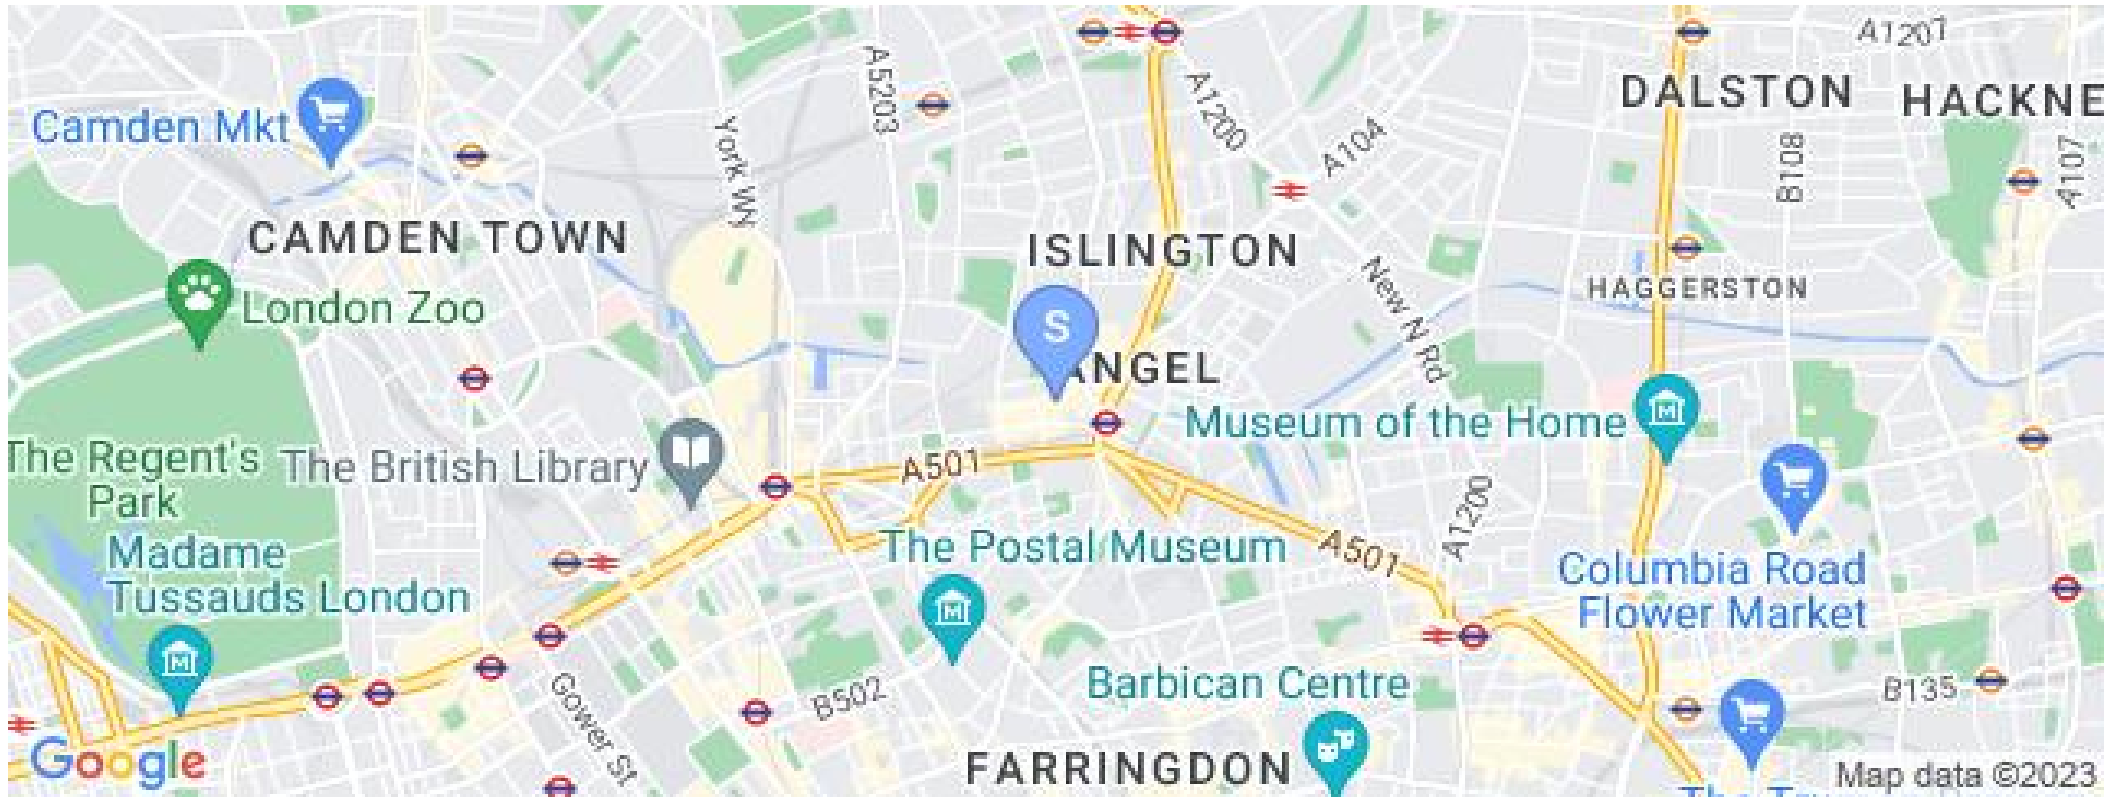 A1207
DALSTON
HACKNE
A5203
A1200
A104
Camden Mkt
York Wy
B108
A107
CAMDEN TOWN
ISLINGTON
HAGGERSTON
London Zoo
New N Rd
S
ANGEL
Museum of the Home
The Regent's
Park
The British Library
A501
A1200
Madame
Tussauds London
The Postal Museum
A501
Columbia Road
Flower Market
Gower St
B502
Barbican Centre
B135
FARRINGDON
Google
Map data ©2023